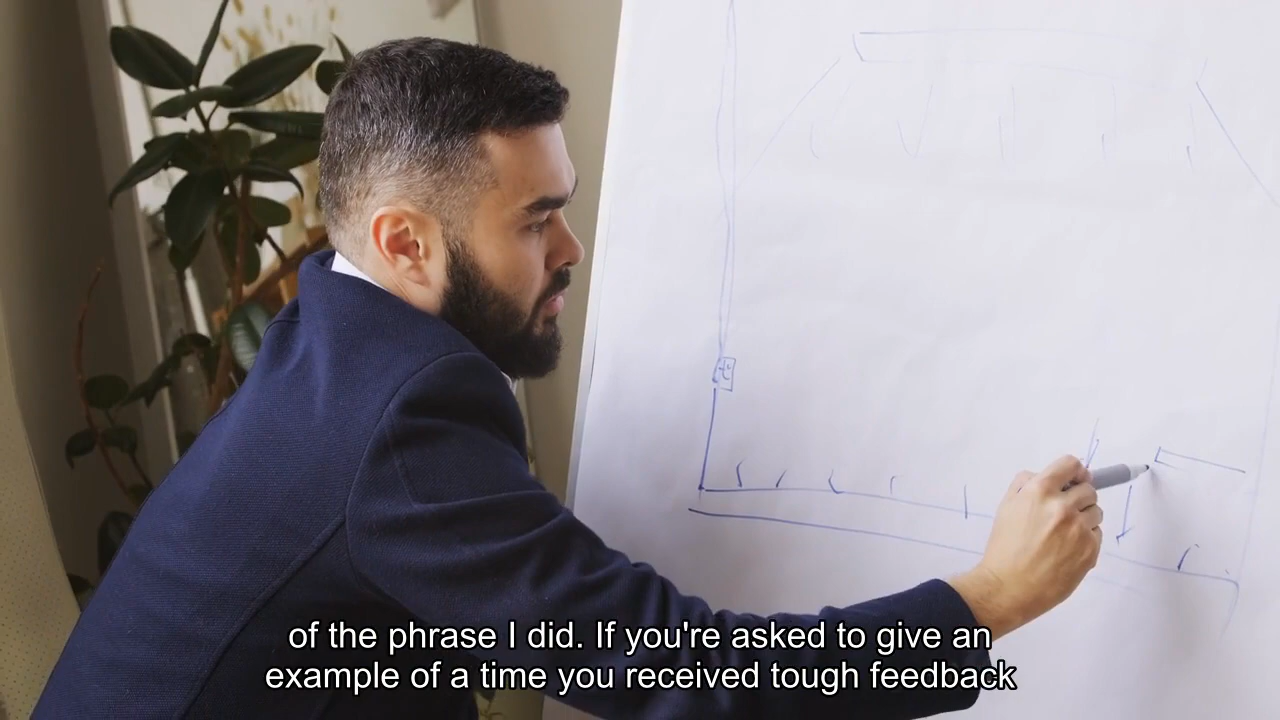 of the phrase I did. If you're asked to give an
example of a time you received tough feedback